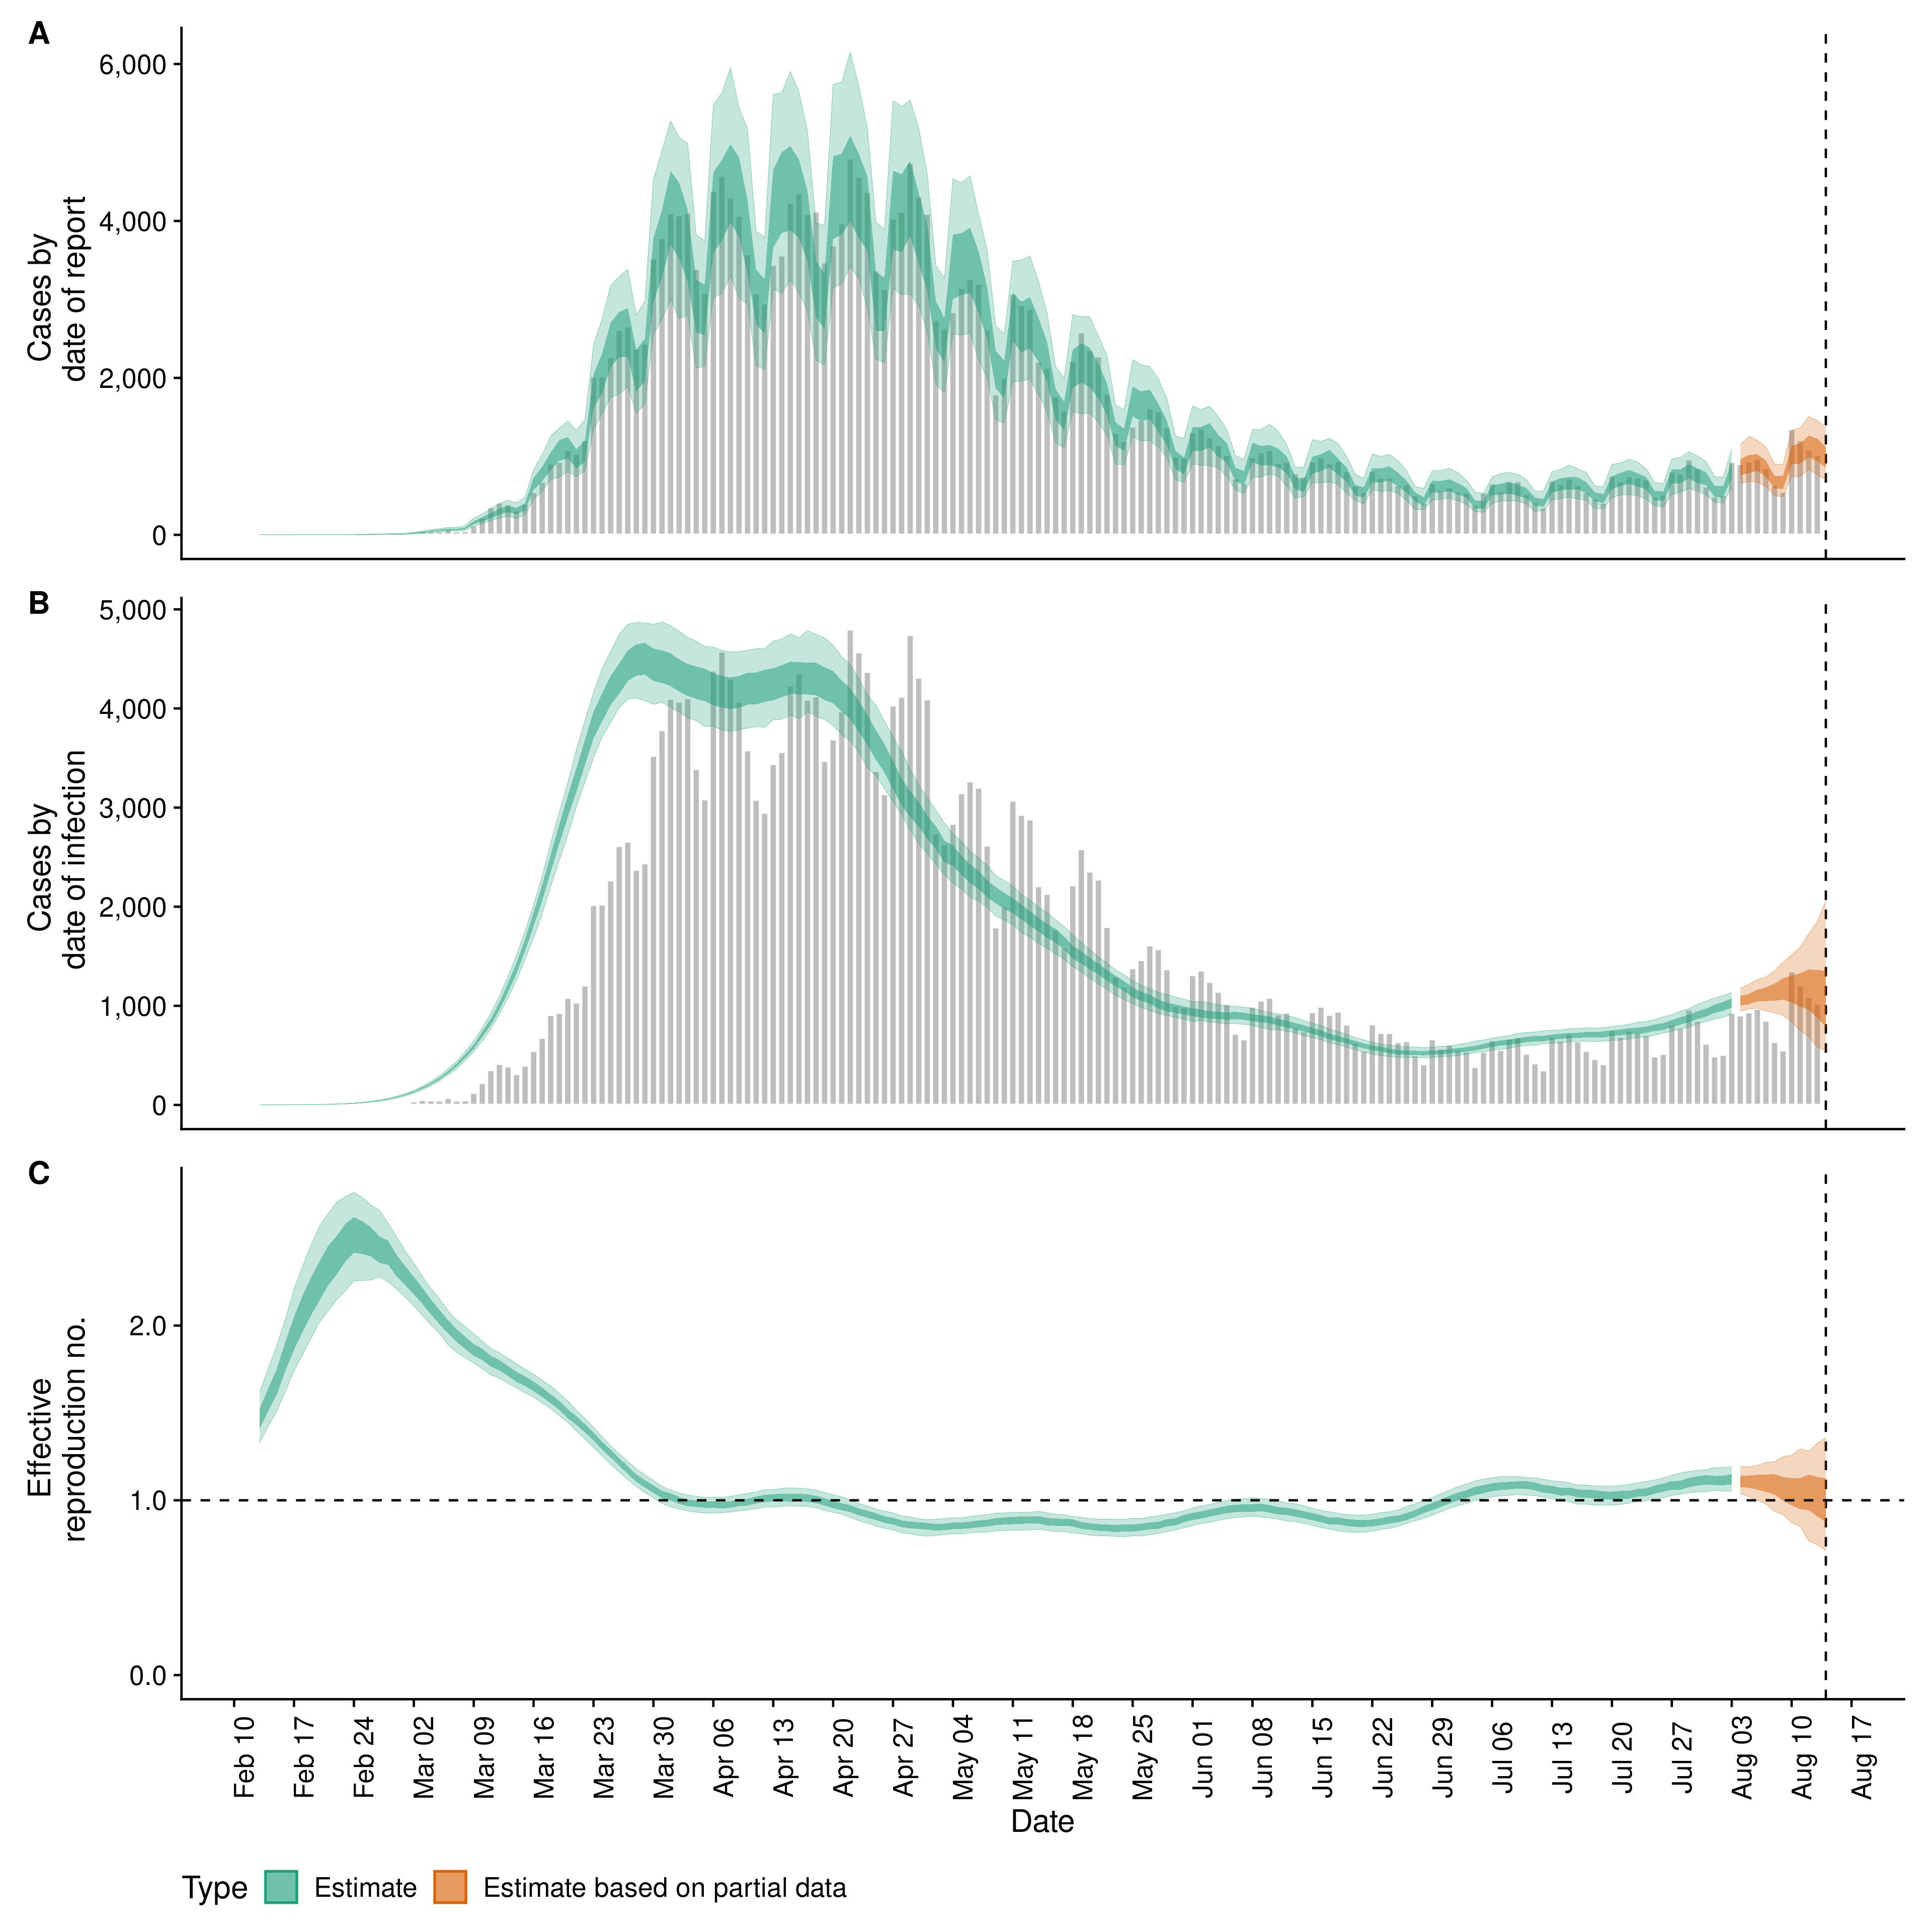 A
6,000
4,000
2,000
0
Cases by
date of report
B
5,000
4,000
3,000
2,000
1,000
0
Cases by
date of infection
C
2.0
1.0
0.0
Effective
reproduction no.
Feb 10
Feb 17
Feb 24
Mar 02
Mar 09
Mar 16
Mar 23
Mar 30
Apr 06
Apr 13
Apr 20
Apr 27
May 04
May 11
May 18
May 25
Jun 01
Jun 08
Jun 15
Jun 22
Jun 29
Jul 06
Jul 13
Jul 20
Jul 27
Aug 03
Aug 10
Aug 17
Date
Type Estimate Estimate based on partial data